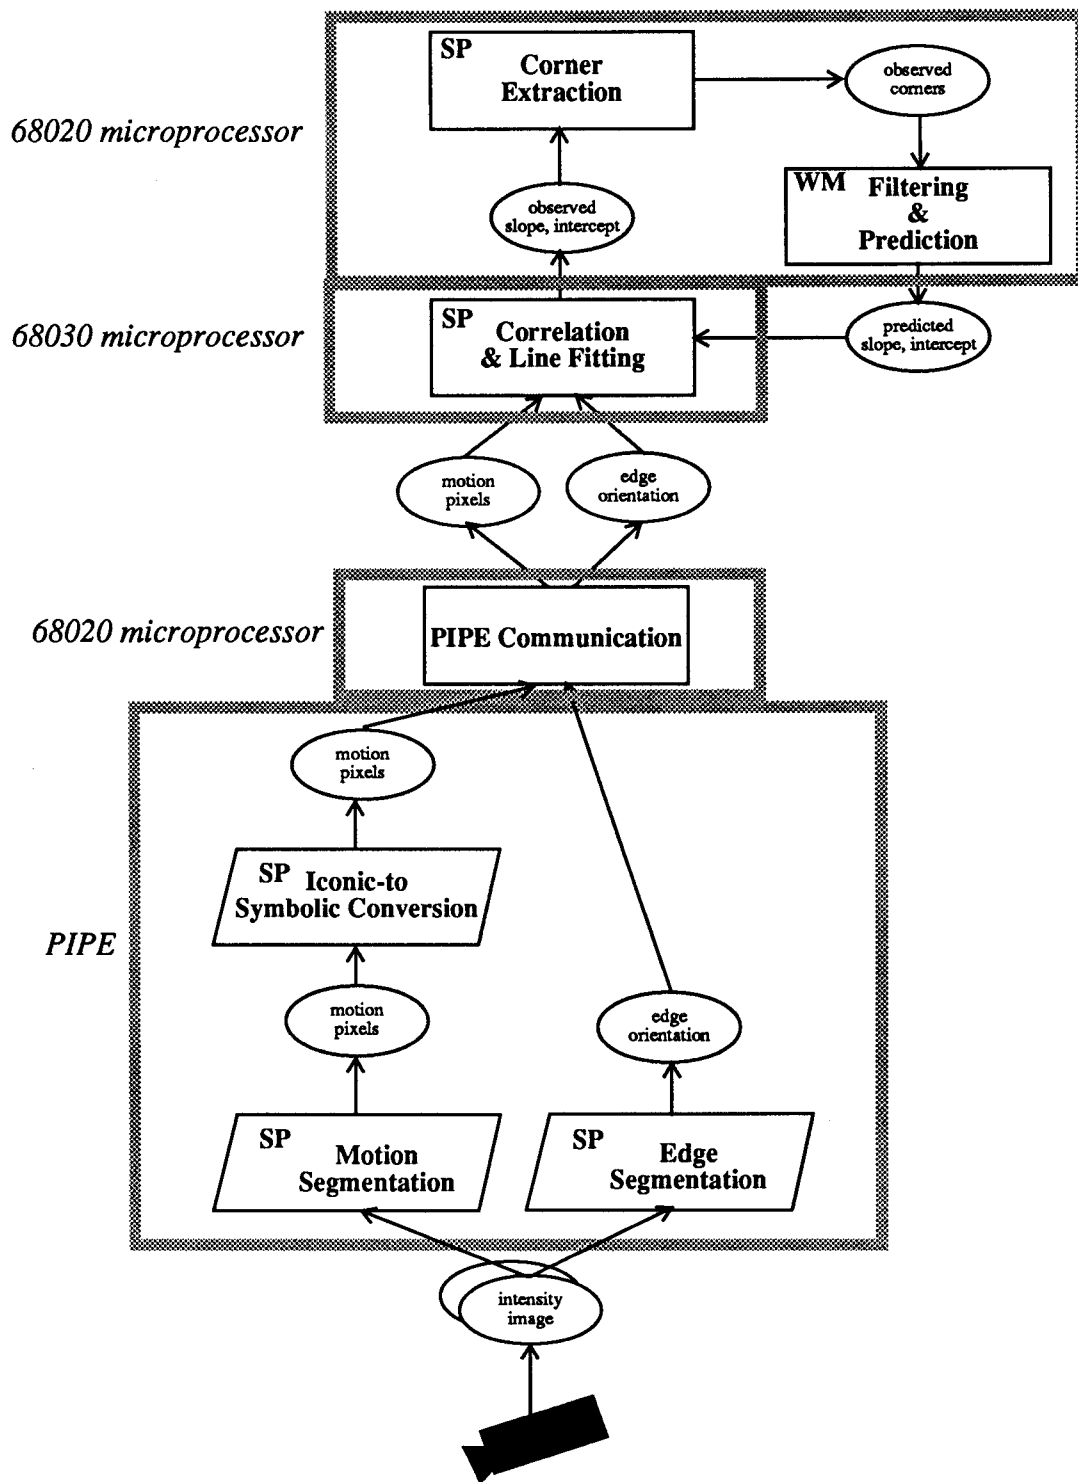 SP
Corner
Extraction
observed
corners
68020 microprocessor
WM Filtering
&
Prediction
observed
slope, intercept
SP
Correlation
& Line Fitting
68030 microprocessor
predicted
slope, intercept
motion
pixels
edge
orientation
68020 microprocessor
PIPE Communication
motion
pixels
SP Iconic-to
Symbolic Conversion
PIPE
motion
pixels
edge
orientation
SP
Motion
Segmentation
SP
Edge
Segmentation
intensity
image